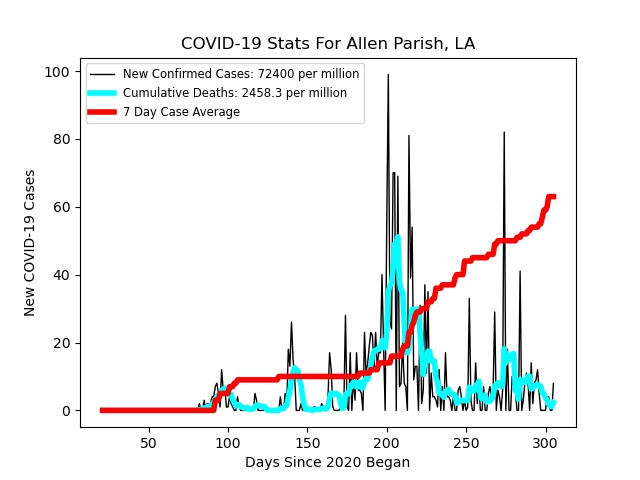 COVID-19 Stats For Allen Parish, LA
New Confirmed Cases: 72400 per million
Cumulative Deaths: 2458.3 per million
7 Day Case Average
New COVID-19 Cases
100
80
60
40
20
0
50 100 150 200 250 300
Days Since 2020 Began